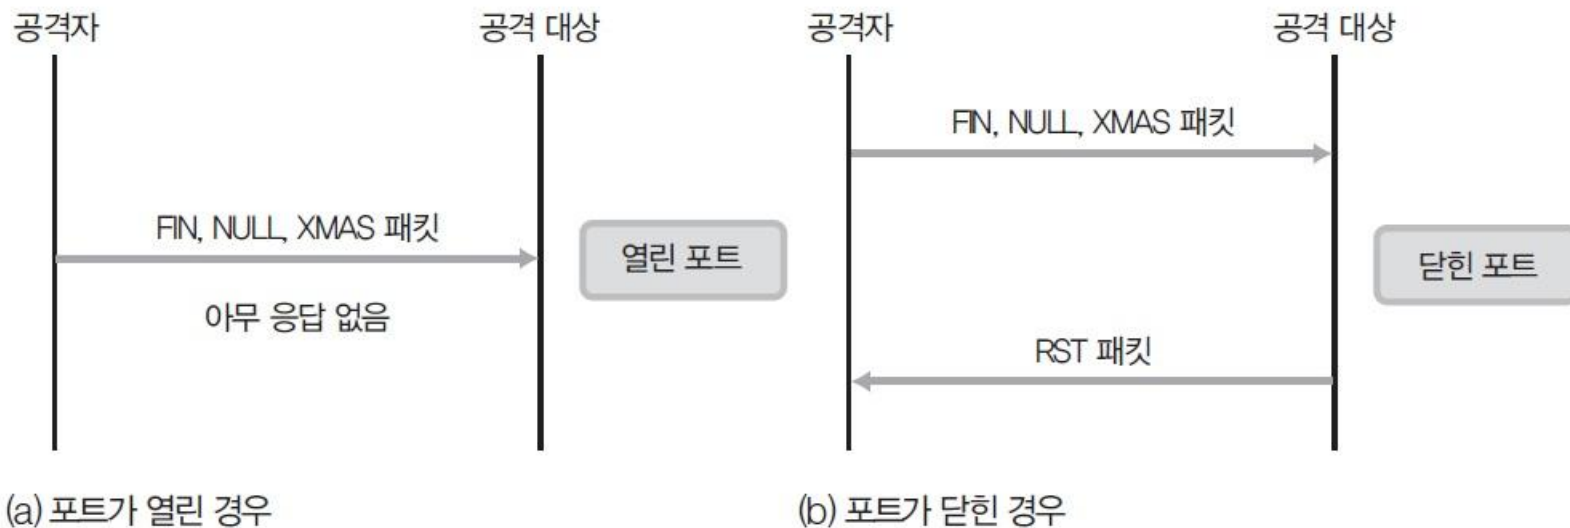 공격자
공격 대상
FIN, NULL, XMAS 패킷
열린 포트
아무 응답 없음
(a) 포트가 열린 경우
공격자
공격 대상
FIN, NULL, XMAS 패킷
닫힌 포트
RST 패킷
(b) 포트가 닫힌 경우